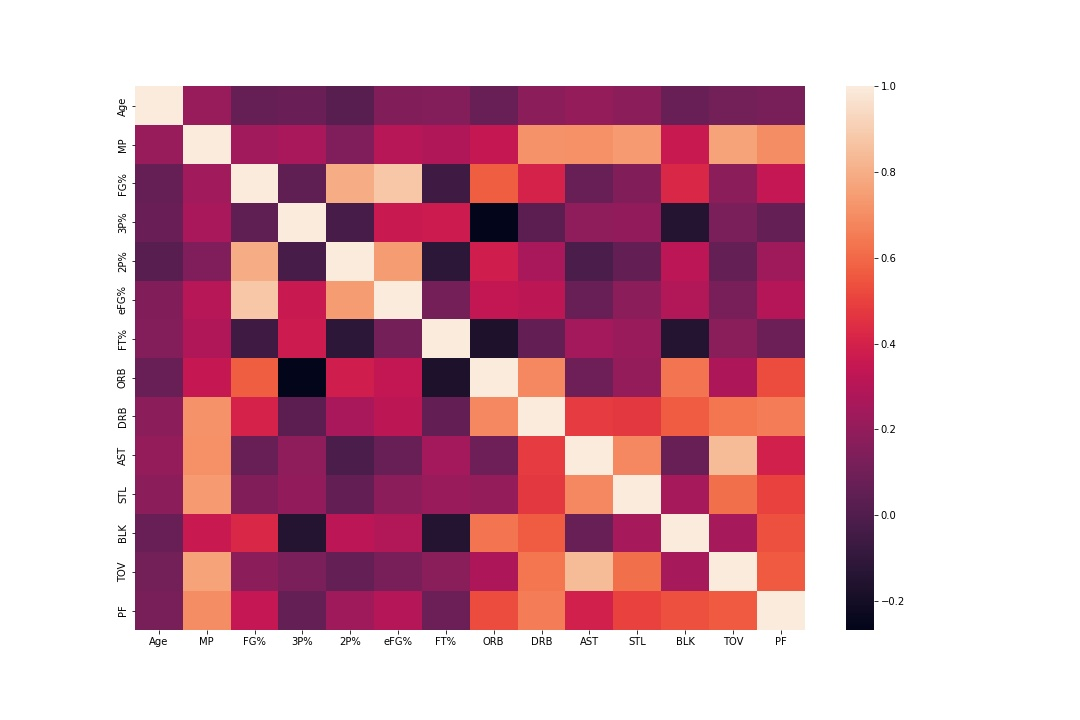 Age
MP
FG%
3P%
2P%
eFG%
FT%
ORB
DRB
AST
STL
BLK
TOV
PF
Age MP FG% 3P% 2P% eFG% FT% ORB DRB AST STL BLK TOV PF
1.0
0.8
0.6
0.4
0.2
0.0
−0.2